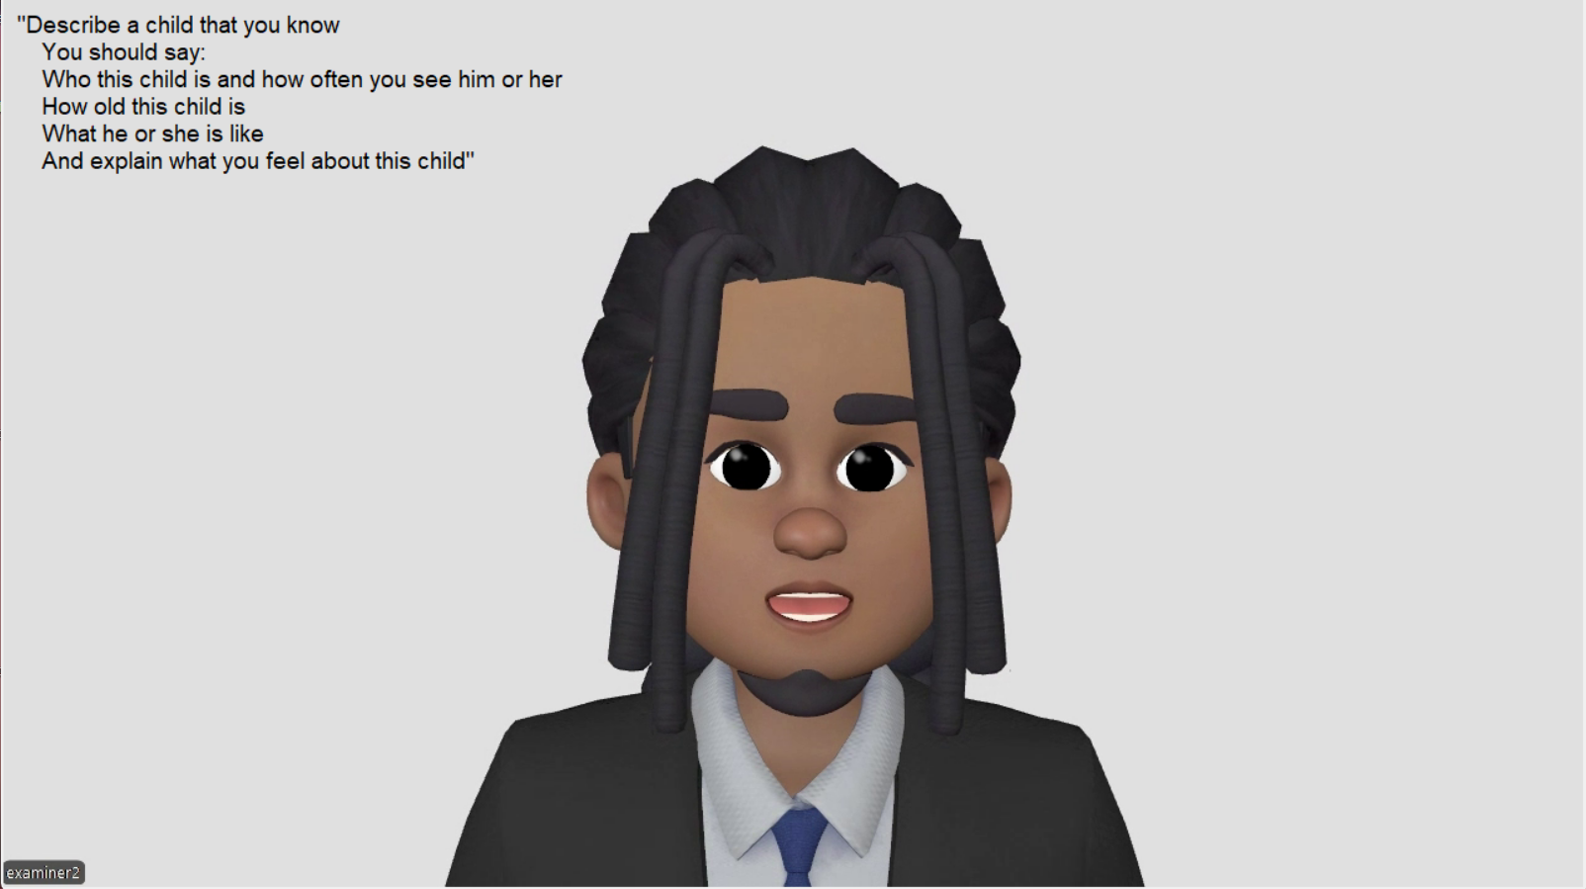 "Describe a child that you know
You should say:
Who this child is and how often you see him or her
How old this child is
What he or she is like
And explain what you feel about this child"
examiner2